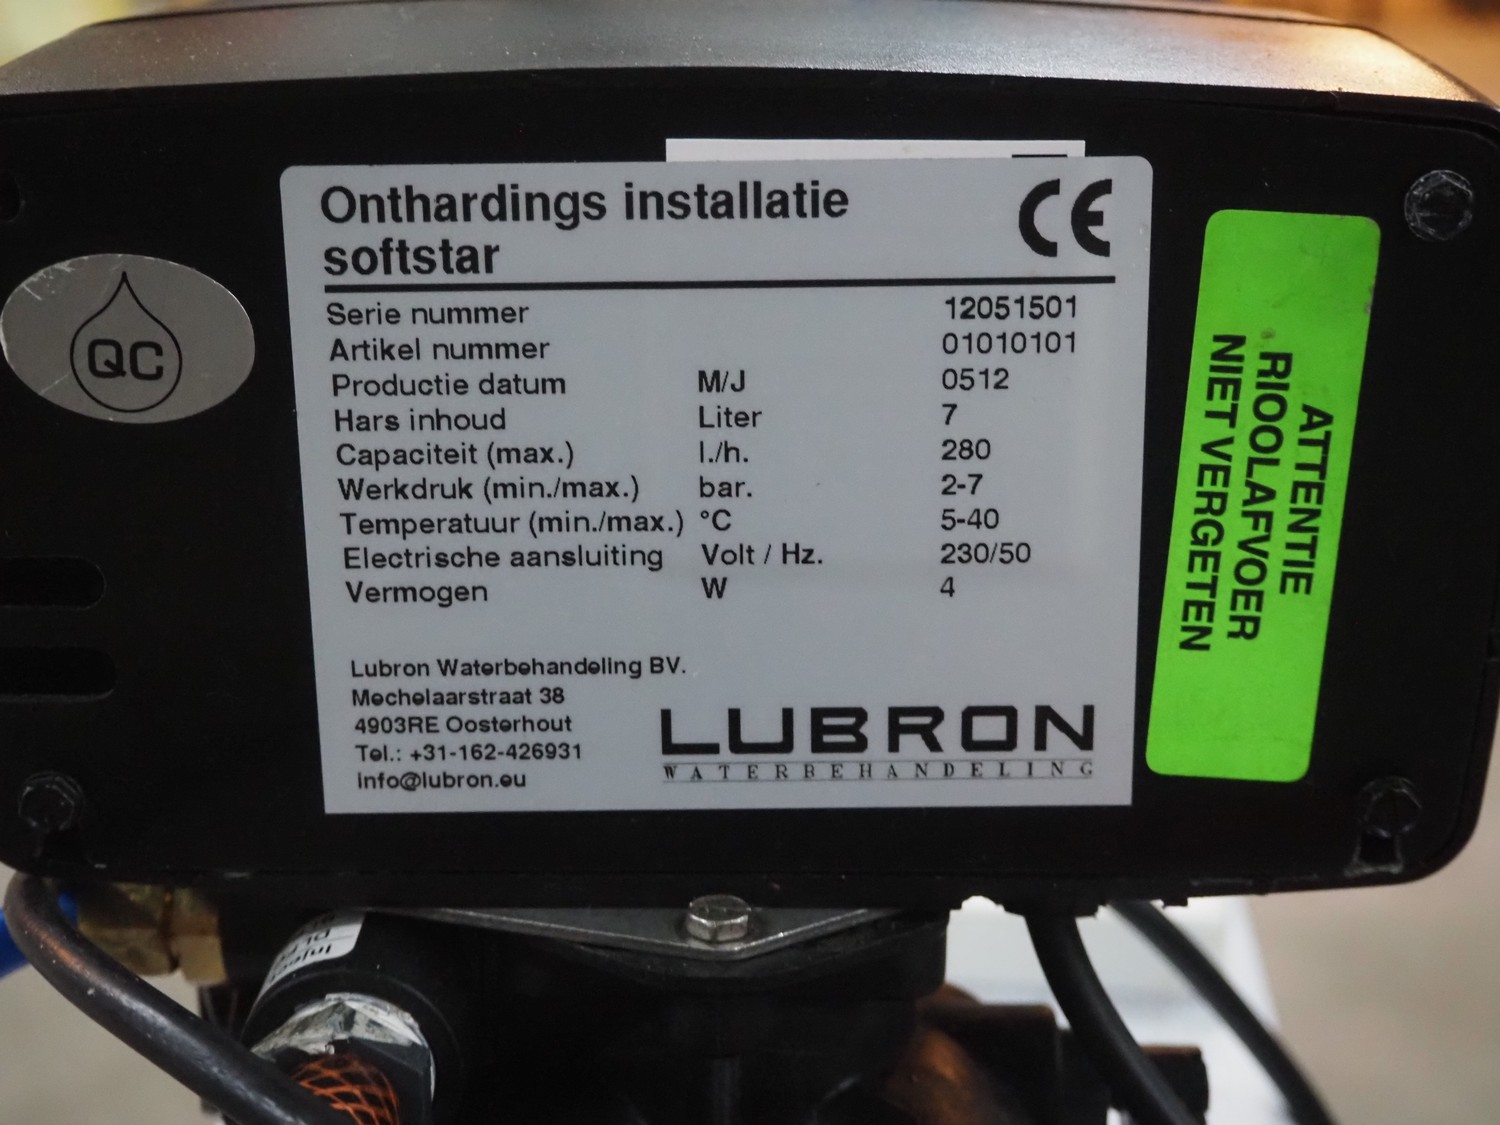 Onthardings installatie
softstar
CE
Serie nummer 12051501
Artikel nummer 01010101
Productie datum M/J 0512
Hars inhoud Liter 7
Capaciteit (max.) l./h. 280
Werkdruk (min./max.) bar. 2-7
Temperatuur (min./max.) °C 5-40
Electrische aansluiting Volt / Hz. 230/50
Vermogen W 4
Lubron Waterbehandeling BV.
Mechelaarstraat 38
4903RE Oosterhout
Tel.: +31-162-426931
info@lubron.eu
LUBRON
WATERBEHANDELING
QC
ATTENTIE
RIOOLAFVOER
NIET VERGETEN